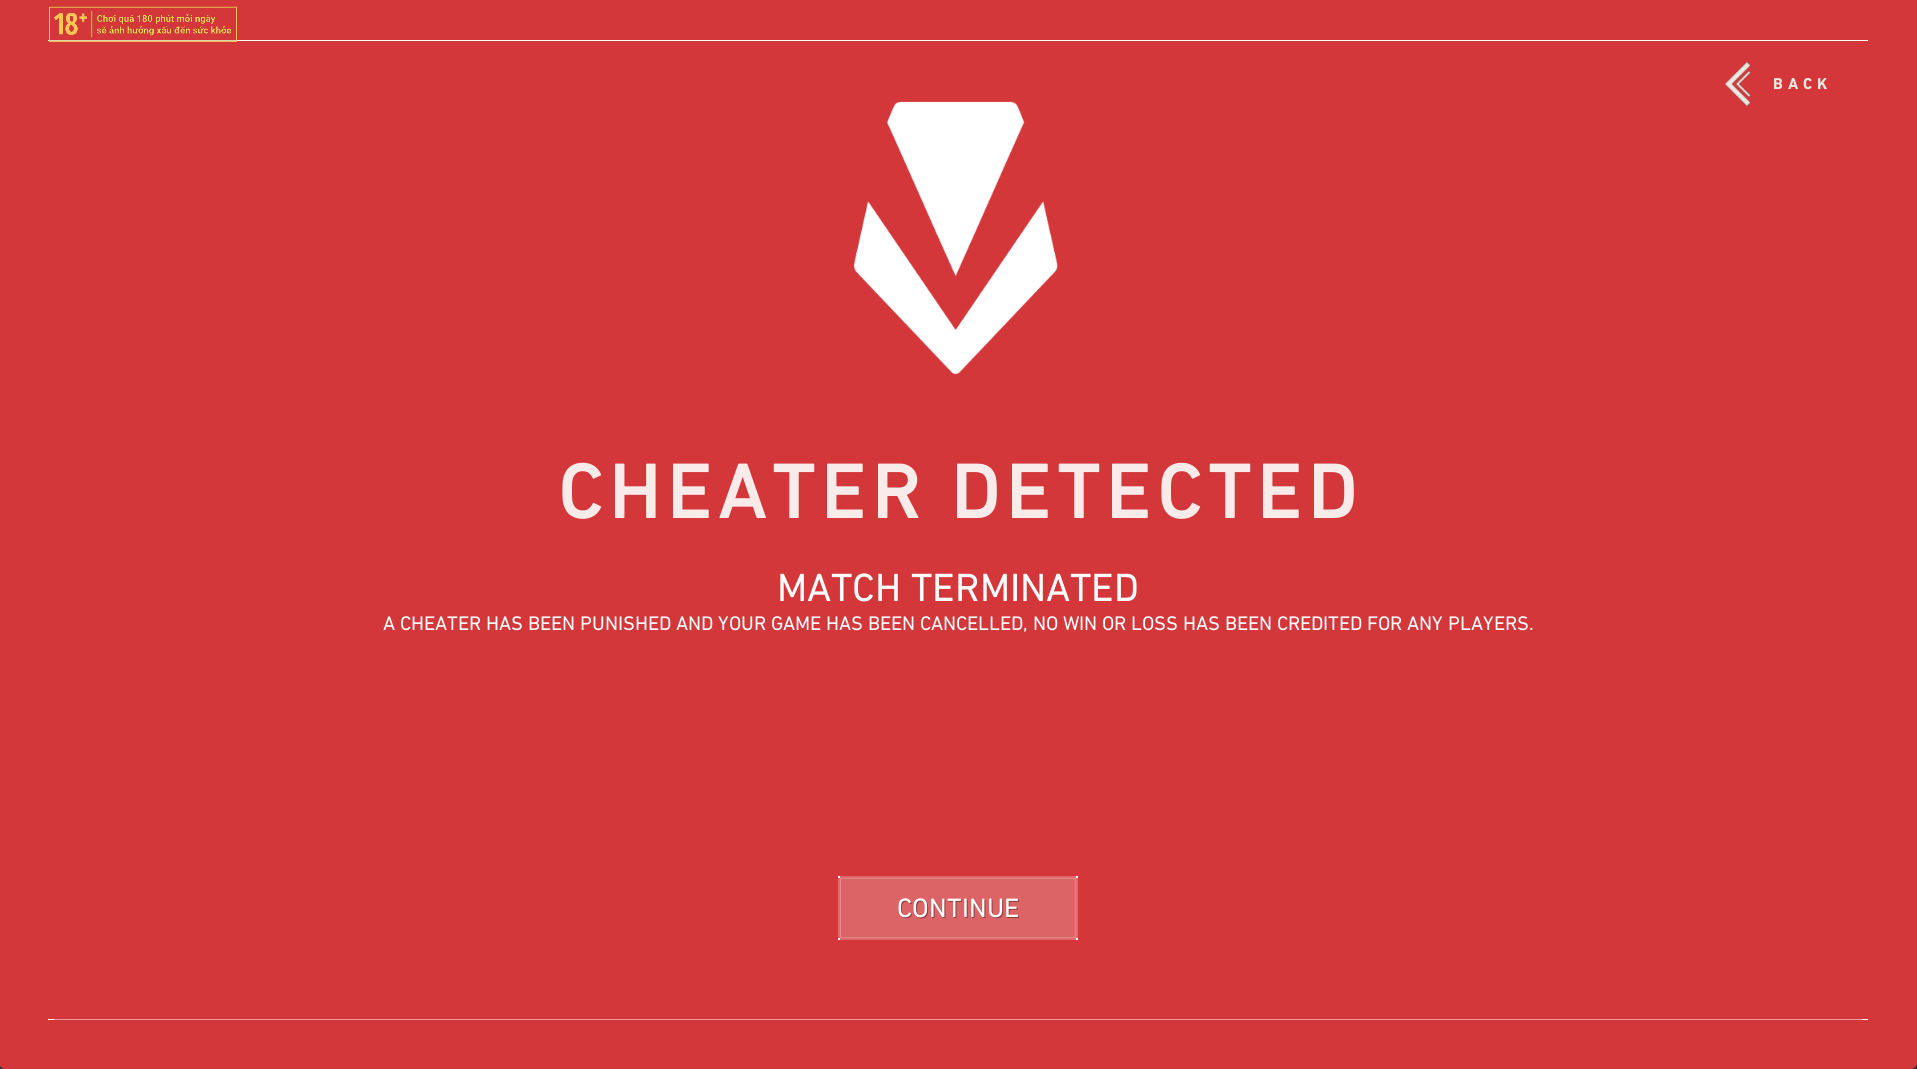 18+
Chơi quá 180 phút mỗi ngày
sẽ ảnh hưởng xấu đến sức khỏe
BACK
CHEATER DETECTED
MATCH TERMINATED
A CHEATER HAS BEEN PUNISHED AND YOUR GAME HAS BEEN CANCELLED, NO WIN OR LOSS HAS BEEN CREDITED FOR ANY PLAYERS.
CONTINUE